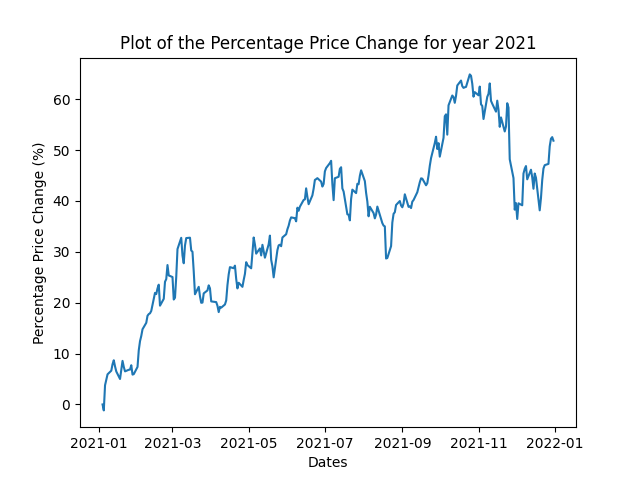 Plot of the Percentage Price Change for year 2021
Percentage Price Change (%)
60
50
40
30
20
10
0
2021-01 2021-03 2021-05 2021-07 2021-09 2021-11 2022-01
Dates